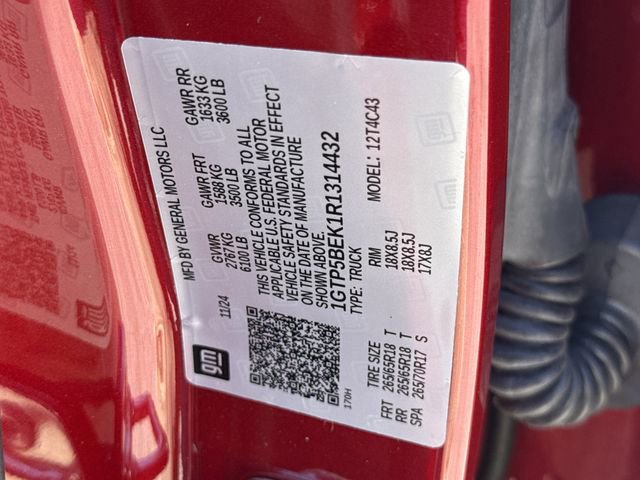 gm
MFD BY GENERAL MOTORS LLC
11/24 GVWR GAWR FRT GAWR RR
2767 KG 1588 KG 1633 KG
6100 LB 3500 LB 3600 LB
THIS VEHICLE CONFORMS TO ALL
APPLICABLE U.S. FEDERAL MOTOR
VEHICLE SAFETY STANDARDS IN EFFECT
ON THE DATE OF MANUFACTURE
SHOWN ABOVE.
1GTP5BEK1R1314432
TYPE: TRUCK MODEL: 12T4C43
170H
TIRE SIZE RIM
FRT 265/65R18 T 18X8.5J
RR 265/65R18 T 18X8.5J
SPA 265/70R17 S 17X8J